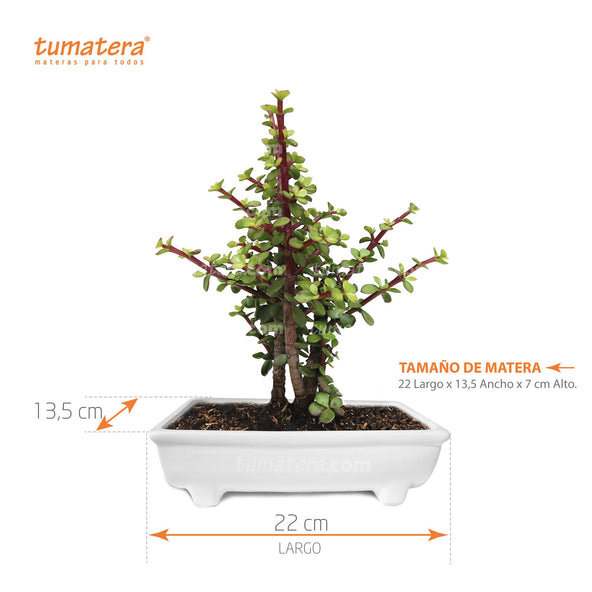 tumatera®
materas para todos
TAMAÑO DE MATERA
22 Largo x 13,5 Ancho x 7 cm Alto.
13,5 cm
tumatera.com
22 cm
LARGO